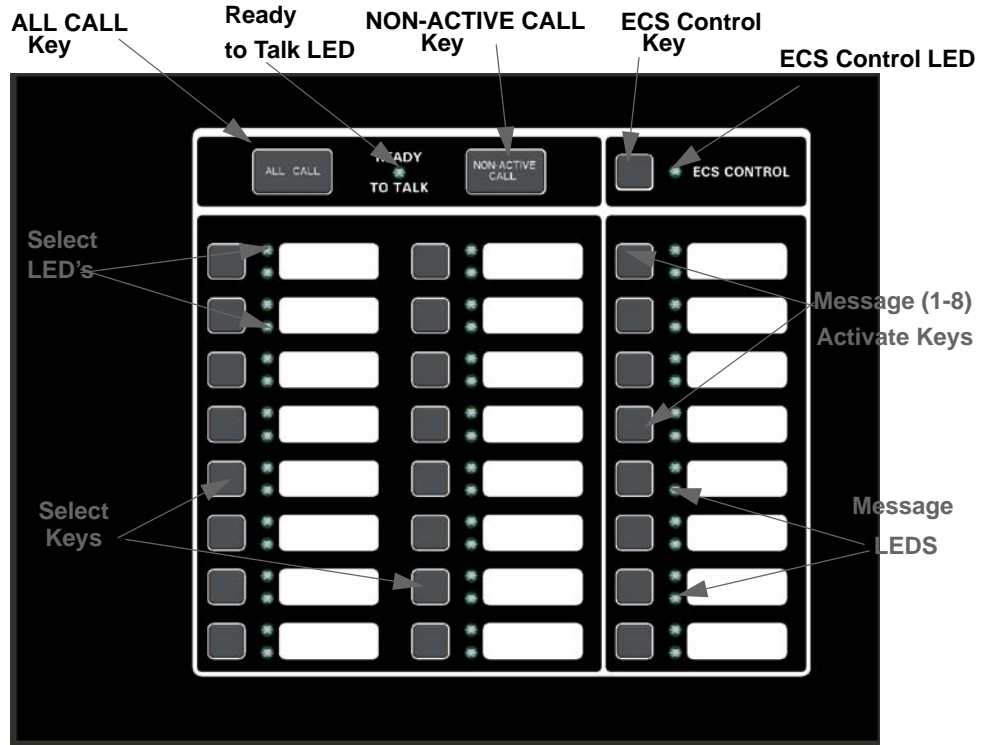 ALL CALL
Key
Ready
to Talk LED
NON-ACTIVE CALL
Key
ECS Control
Key
ECS Control LED
ALL CALL
READY
TO TALK
NON-ACTIVE
CALL
ECS CONTROL
Select
LED's
Message (1-8)
Activate Keys
Select
Keys
Message
LEDS